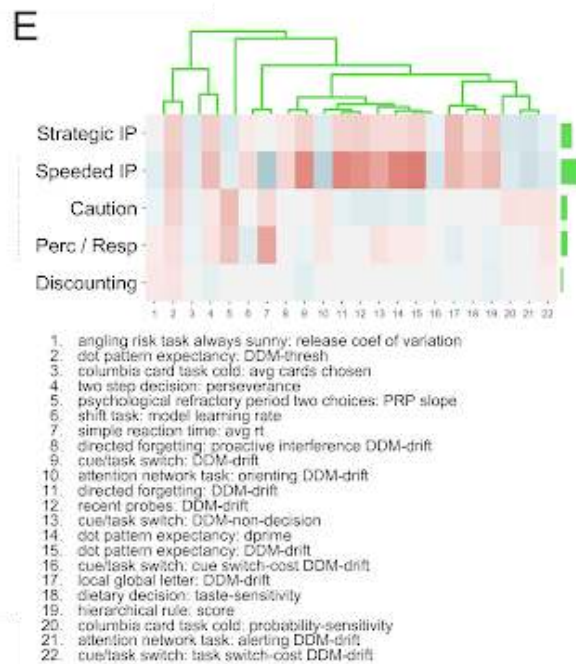 E
Strategic IP
Speeded IP
Caution
Perc / Resp
Discounting
1 2 3 4 5 6 7 8 9 10 11 12 13 14 15 16 17 18 19 20 21 22
1. angling risk task always sunny: release coef of variation
2. dot pattern expectancy: DDM-thresh
3. columbia card task cold: avg cards chosen
4. two step decision: perseverance
5. psychological refractory period two choices: PRP slope
6. shift task: model learning rate
7. simple reaction time: avg rt
8. directed forgetting: proactive interference DDM-drift
9. cue/task switch: DDM-drift
10. attention network task: orienting DDM-drift
11. directed forgetting: DDM-drift
12. recent probes: DDM-drift
13. cue/task switch: DDM-non-decision
14. dot pattern expectancy: dprime
15. dot pattern expectancy: DDM-drift
16. cue/task switch: cue switch-cost DDM-drift
17. local global letter: DDM-drift
18. dietary decision: taste-sensitivity
19. hierarchical rule: score
20. columbia card task cold: probability-sensitivity
21. attention network task: alerting DDM-drift
22. cue/task switch: task switch-cost DDM-drift